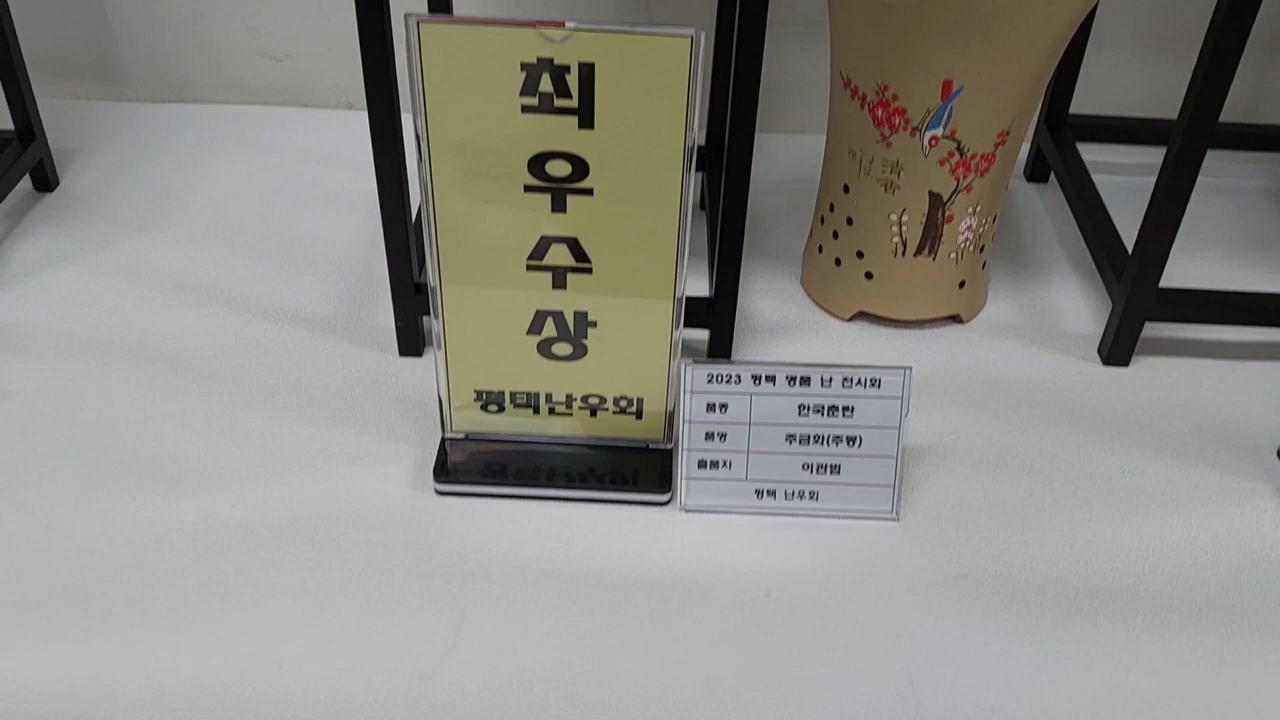 최
우
수
상
평택난우회
2023 평택 명품 난 전시회
품종 한국춘란
품명 주금화(주동)
출품자 이관범
평택 난우회